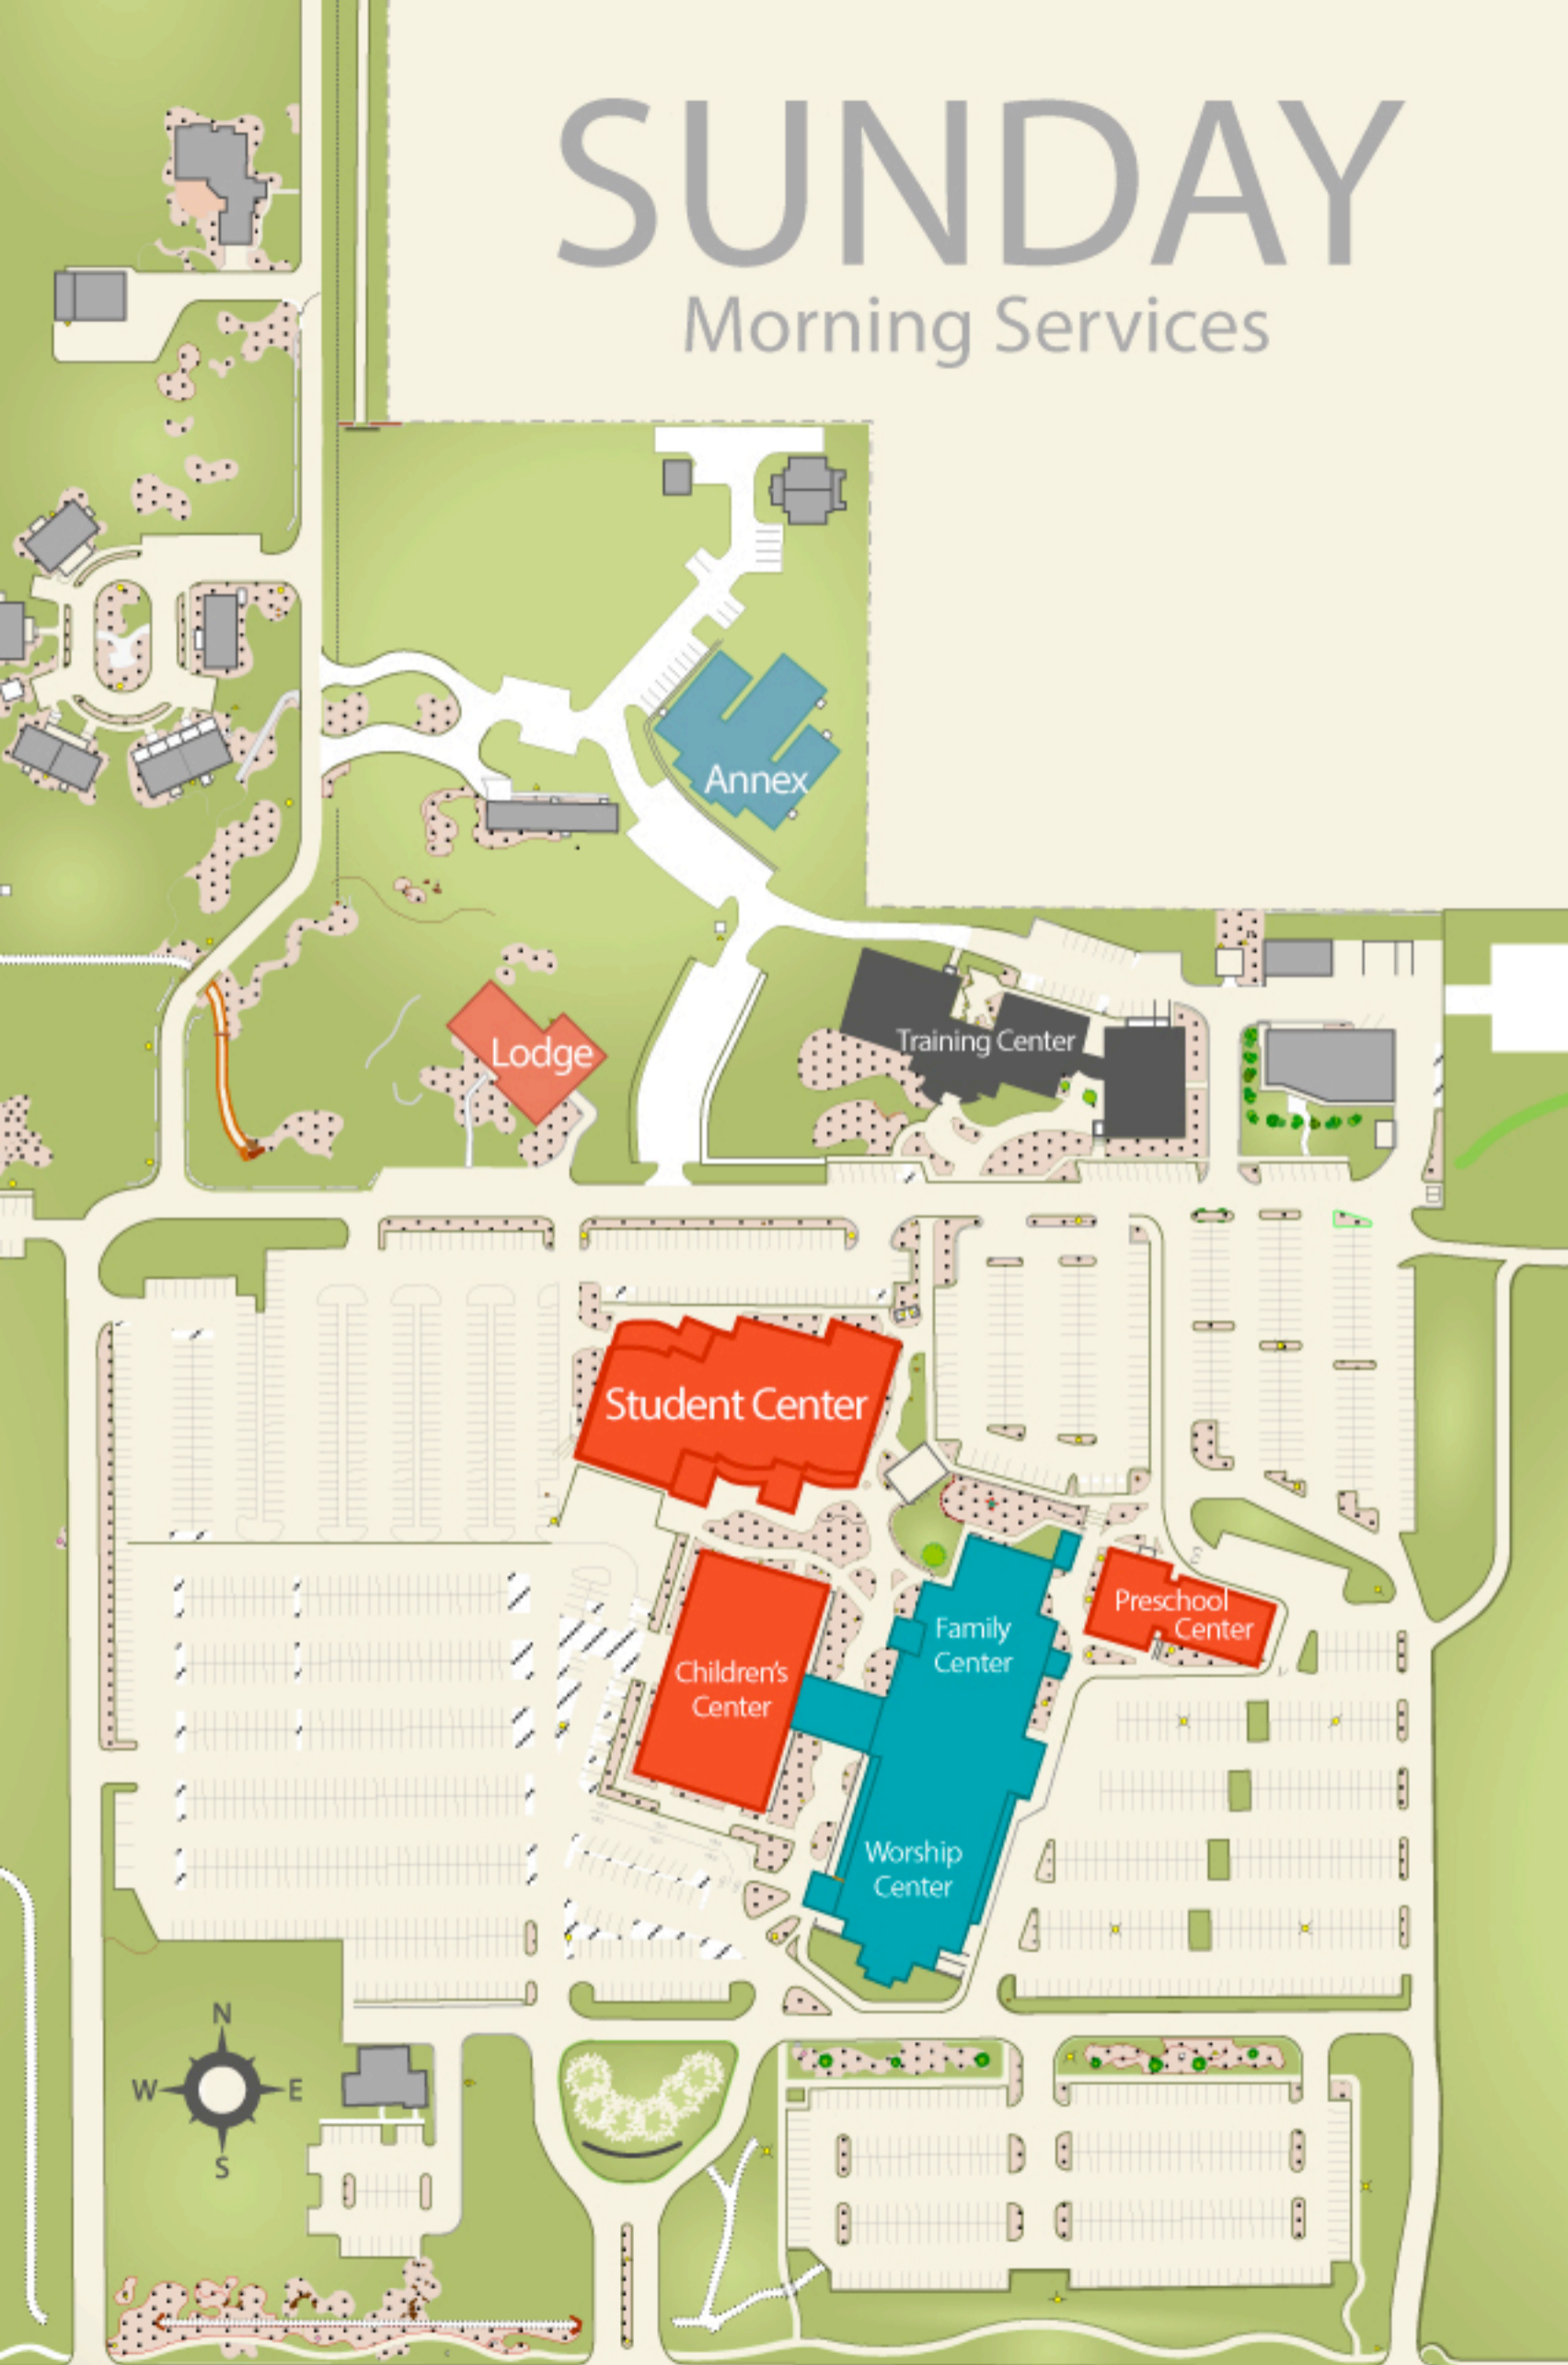 SUNDAY
Morning Services
Annex
Lodge
Training Center
Student Center
Preschool
Center
Family
Center
Children's
Center
Worship
Center
N
W
E
S